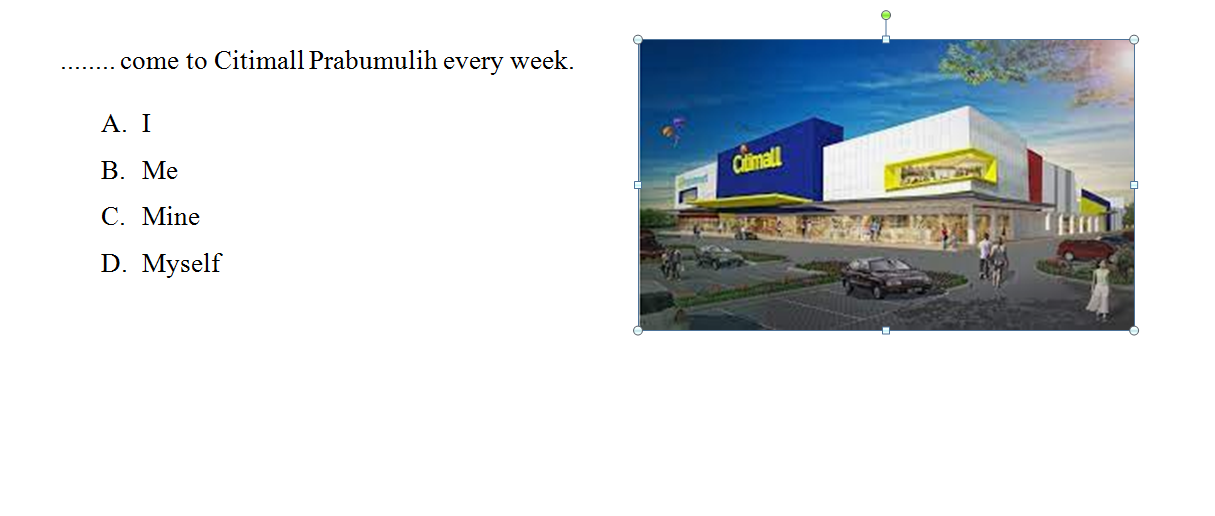 ........ come to Citimall Prabumulih every week.
A. I
B. Me
C. Mine
D. Myself
Citimall